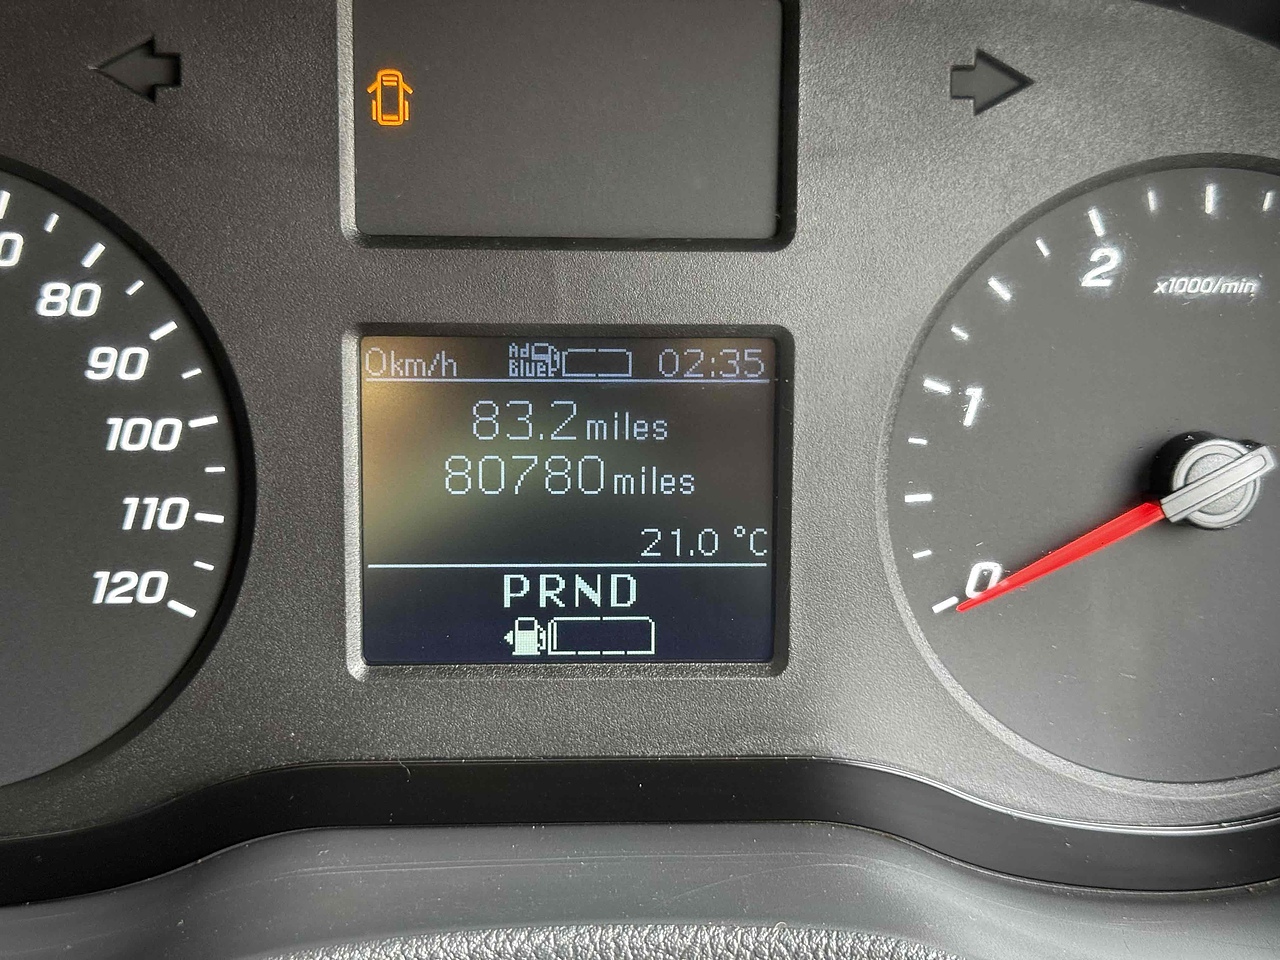 80
90
100
110
120
0km/h Ad Blue 02:35
83.2 miles
80780 miles
21.0 °C
PRND
2
x1000/min
1
0